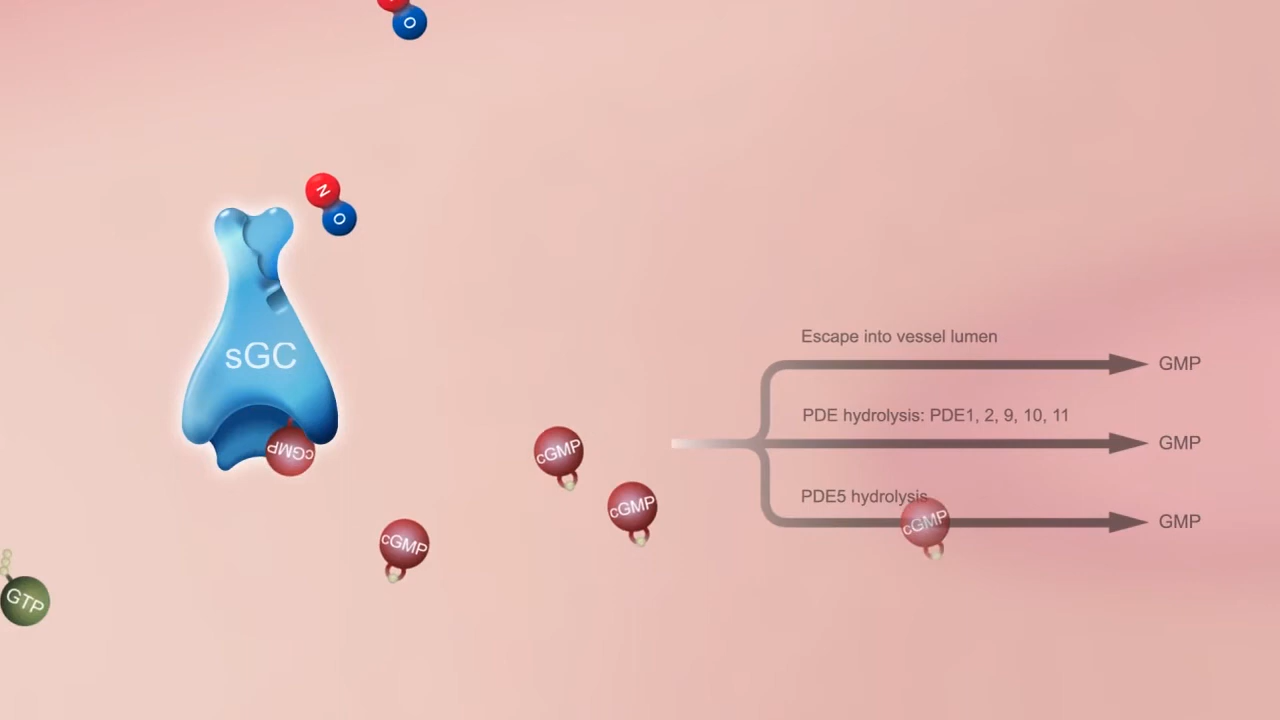 O
N
O
sGC
cGMP
Escape into vessel lumen
GMP
PDE hydrolysis: PDE1, 2, 9, 10, 11
GMP
cGMP
PDE5 hydrolysis
GMP
cGMP
cGMP
cGMP
GTP